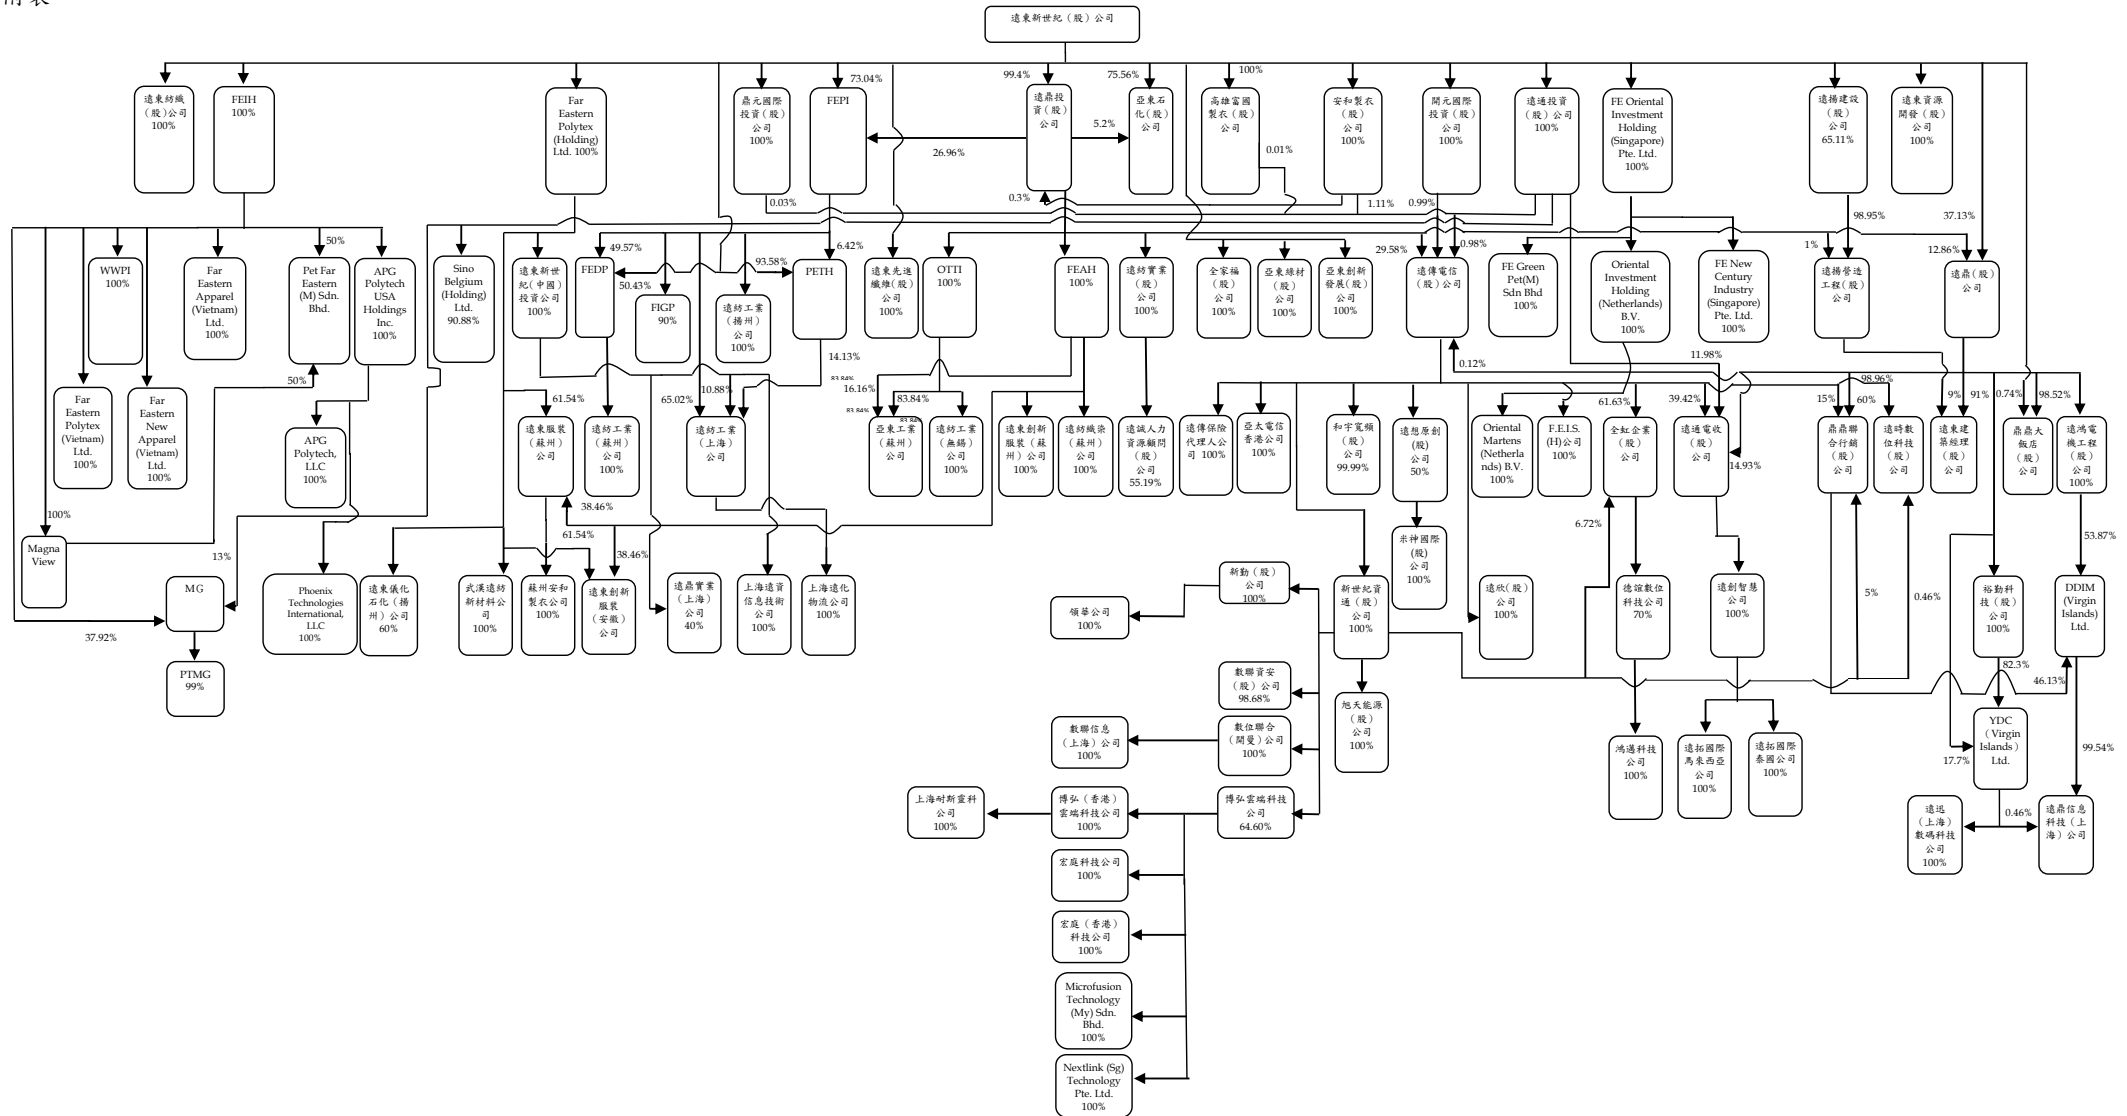 遠東新世紀（股）公司
遠東紡織
（股）公司
100%
FEIH
100%
Far
Eastern
Polytex
(Holding)
Ltd. 100%
鼎元國際
投資（股）
公司
100%
73.04%
FEPI
99.4%
遠鼎投
資（股）
公司
75.56%
亞東石
化（股）
公司
100%
高雄富國
製衣（股）
公司
安和製衣
（股）
公司
100%
開元國際
投資（股）
公司
100%
遠通投資
（股）公司
100%
FE Oriental
Investment
Holding
(Singapore)
Pte. Ltd.
100%
遠揚建設
（股）
公司
65.11%
遠東資源
開發（股）
公司
100%
26.96%
5.2%
0.01%
0.03%
0.3%
1.11%
0.99%
98.95%
37.13%
50%
49.57%
6.42%
93.58%
50.43%
29.58%
0.98%
1%
12.86%
WWPI
100%
Far
Eastern
Apparel
(Vietnam)
Ltd.
100%
Pet Far
Eastern
(M) Sdn.
Bhd.
APG
Polytech
USA
Holdings
Inc.
100%
Sino
Belgium
(Holding)
Ltd.
90.88%
遠東新世
紀（中國）
投資公司
100%
FEDP
FIGP
90%
遠紡工業
（揚州）
公司
100%
PETH
遠東先進
纖維（股）
公司
100%
OTTI
100%
FEAH
100%
遠紡實業
（股）
公司
100%
全家福
（股）
公司
100%
亞東綠材
（股）
公司
100%
亞東創新
發展（股）
公司
100%
遠傳電信
（股）公司
FE Green
Pet(M)
Sdn Bhd
100%
Oriental
Investment
Holding
(Netherlands)
B.V.
100%
FE New
Century
Industry
(Singapore)
Pte. Ltd.
100%
遠揚營造
工程（股）
公司
遠鼎（股）
公司
50%
14.13%
83.84%
0.12%
11.98%
Far
Eastern
Polytex
(Vietnam)
Ltd.
100%
Far
Eastern
New
Apparel
(Vietnam)
Ltd.
100%
APG
Polytech,
LLC
100%
61.54%
65.02%
10.88%
16.16%
83.84%
83.84%
83.84%
61.63%
39.42%
15%
60%
98.96%
9%
91%
0.74%
98.52%
遠東服裝
（蘇州）
公司
遠紡工業
（蘇州）
公司
100%
遠紡工業
（上海）
公司
亞東工業
（蘇州）
公司
遠紡工業
（無錫）
公司
100%
遠東創新
服裝（蘇
州）公司
100%
遠紡織染
（蘇州）
公司
100%
遠誠人力
資源顧問
（股）
公司
55.19%
遠傳保險
代理人公
司 100%
亞太電信
香港公司
100%
和宇寬頻
（股）
公司
99.99%
遠想原創
(股)
公司
50%
Oriental
Martens
(Netherla
nds) B.V.
100%
F.E.I.S.
(H)公司
100%
全虹企業
（股）
公司
遠通電收
（股）
公司
14.93%
鼎鼎聯
合行銷
（股）
公司
遠時數
位科技
100%
遠東建
築經理
（股）
公司
鼎鼎大
飯店
（股）
公司
遠鴻電
機工程
（股）
公司
100%
38.46%
61.54%
38.46%
100%
13%
Magna
View
MG
37.92%
PTMG
99%
Phoenix
Technologies
International,
LLC
100%
遠東儀化
石化（揚
州）公司
60%
武漢遠紡
新材料公
司
100%
蘇州安和
製衣公司
100%
遠東創新
服裝
（安徽）
公司
遠鼎實業
（上海）
公司
40%
上海遠資
信息技術
公司
100%
上海遠化
物流公司
100%
新勤（股）
公司
100%
領華公司
100%
新世紀資
通（股）
公司
100%
米神國際
(股)
公司
100%
遠欣(股)
公司
100%
6.72%
德誼數位
科技公司
70%
遠創智慧
公司
100%
5%
0.46%
裕勤科
技（股）
公司
100%
53.87%
DDIM
(Virgin
Islands)
Ltd.
82.3%
46.13%
數聯資安
（股）公司
98.68%
旭天能源
（股）
公司
100%
數聯信息
（上海）公司
100%
數位聯合
（開曼）公司
100%
鴻邁科技
公司
100%
遠拓國際
馬來西亞
公司
100%
遠拓國際
泰國公司
100%
YDC
（Virgin
Islands）
Ltd.
17.7%
99.54%
上海耐斯靈科
公司
100%
博弘（香港）
雲端科技公司
100%
博弘雲端科技
公司
64.60%
遠迅
（上海）
數碼科技
公司
100%
0.46%
遠鼎信息
科技（上
海）公司
宏庭科技公司
100%
宏庭（香港）
科技公司
100%
Microfusion
Technology
(My) Sdn.
Bhd.
100%
Nextlink (Sg)
Technology
Pte. Ltd.
100%